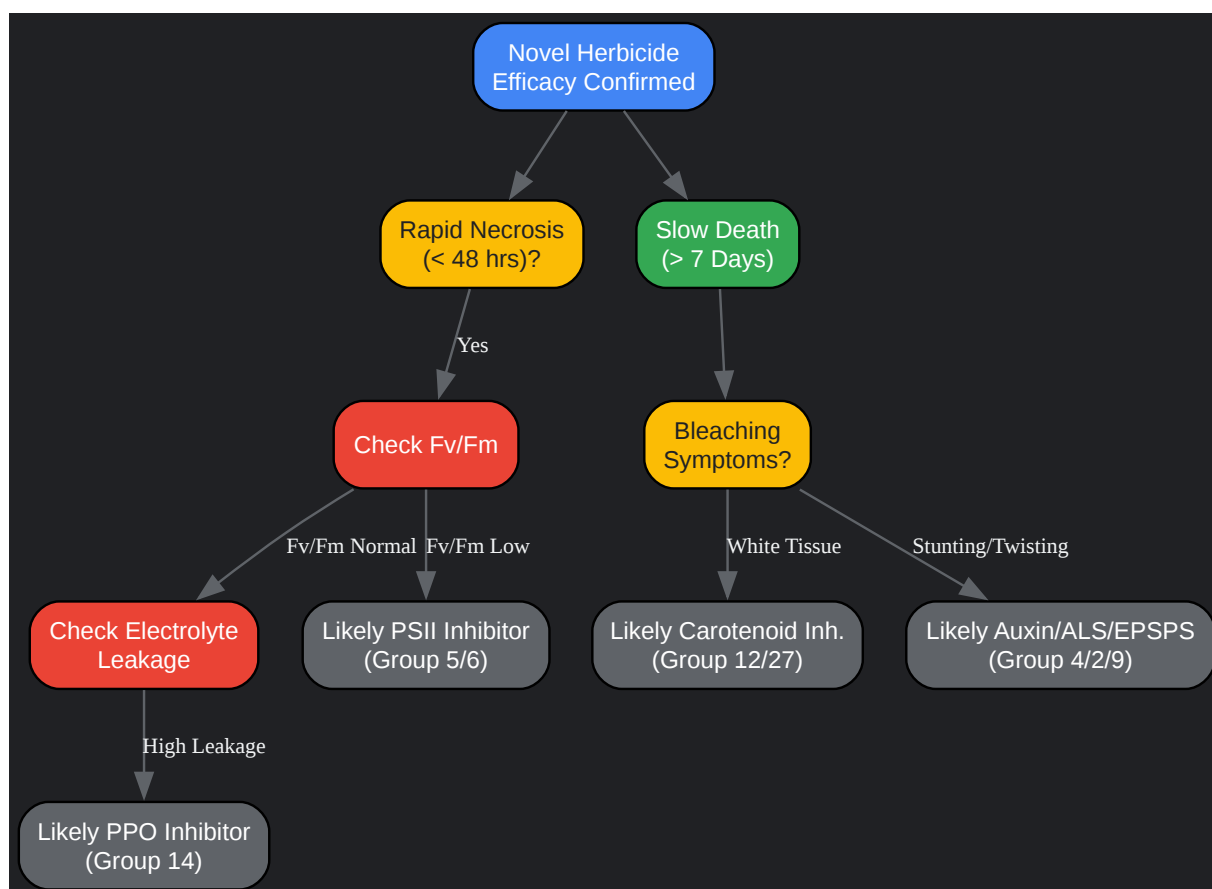 Novel Herbicide
Efficacy Confirmed
Rapid Necrosis
(< 48 hrs)?
Slow Death
(> 7 Days)
Yes
Check Fv/Fm
Bleaching
Symptoms?
Fv/Fm Normal
Fv/Fm Low
White Tissue
Stunting/Twisting
Check Electrolyte
Leakage
Likely PSII Inhibitor
(Group 5/6)
Likely Carotenoid Inh.
(Group 12/27)
Likely Auxin/ALS/EPSPS
(Group 4/2/9)
High Leakage
Likely PPO Inhibitor
(Group 14)